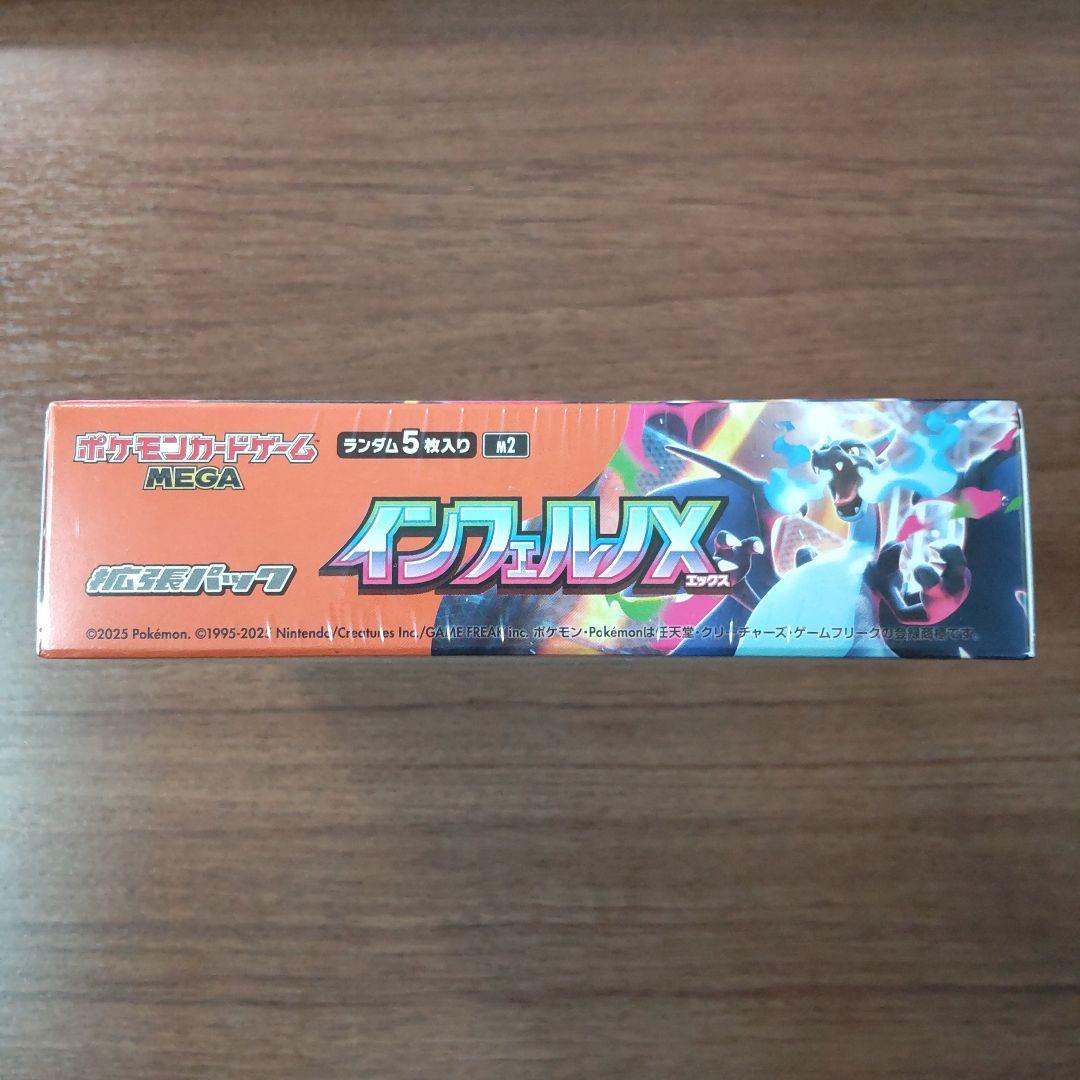 ポケモンカードゲーム™
MEGA
ランダム5枚入り M2
インフェルノX
エックス
拡張パック
©2025 Pokémon. ©1995-2025 Nintendo/Creatures Inc./GAME FREAK inc. ポケモン・Pokémonは任天堂・クリーチャーズ・ゲームフリークの登録商標です。